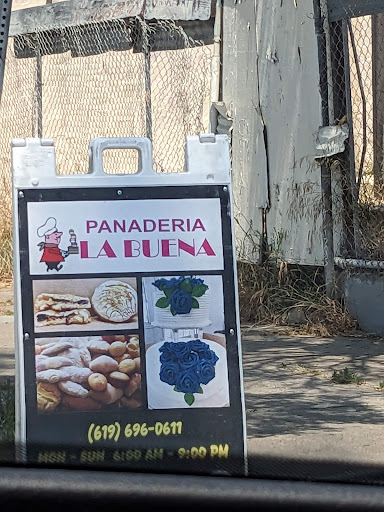 PANADERIA
LA BUENA
(619) 696-0611
MON - SUN 6:00 AM - 9:00 PM